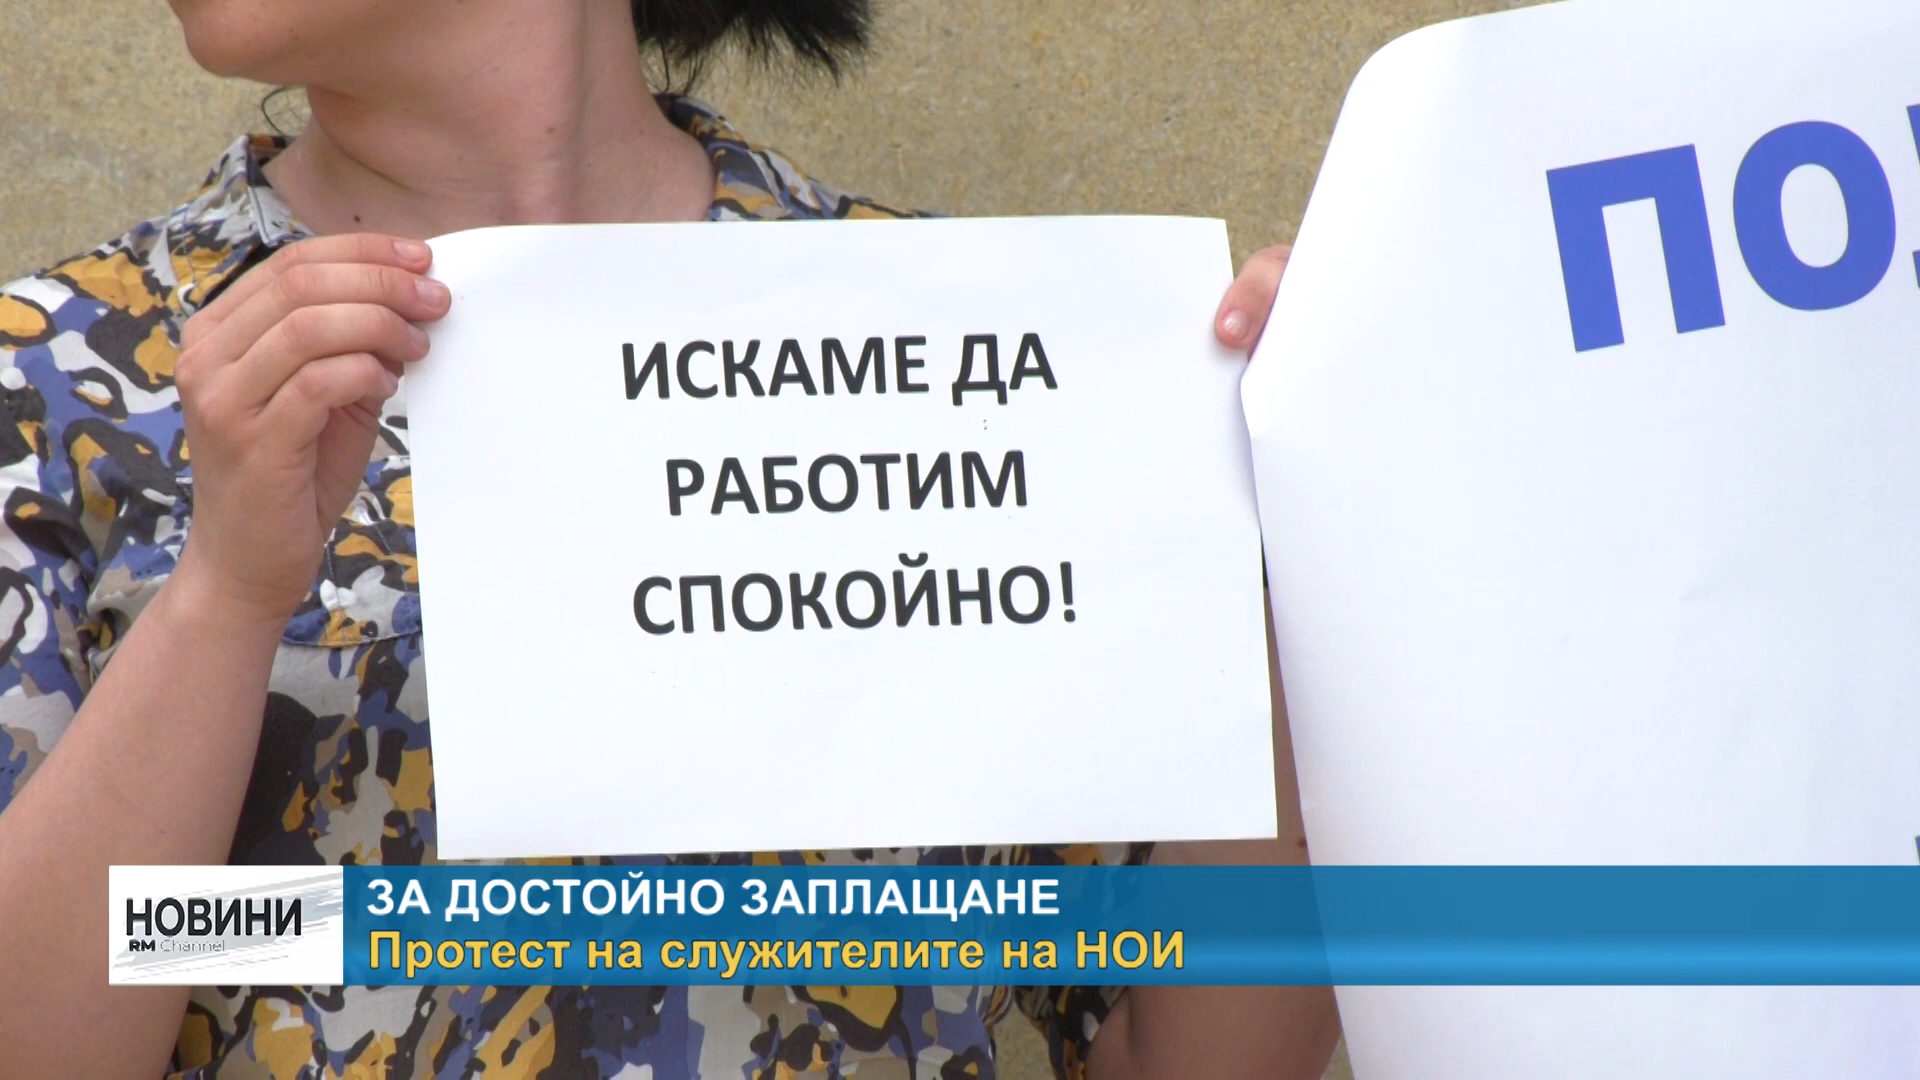 ИСКАМЕ ДА
РАБОТИМ
СПОКОЙНО!
НОВИНИ
RM Channel
ЗА ДОСТОЙНО ЗАПЛАЩАНЕ
Протест на служителите на НОИ